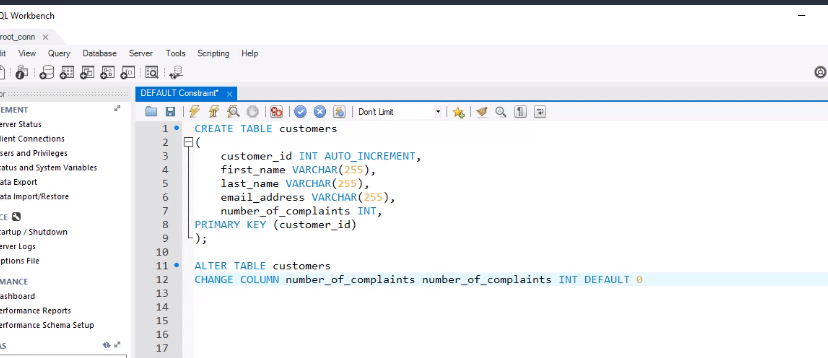 QL Workbench
root_conn
dit View Query Database Server Tools Scripting Help
DEFAULT Constraint*
EMENT
erver Status
lient Connections
sers and Privileges
tatus and System Variables
ata Export
ata Import/Restore
CE
tartup / Shutdown
erver Logs
ptions File
MANCE
ashboard
erformance Reports
erformance Schema Setup
AS
Don't Limit
1 CREATE TABLE customers
2 (
3 customer_id INT AUTO_INCREMENT,
4 first_name VARCHAR(255),
5 last_name VARCHAR(255),
6 email_address VARCHAR(255),
7 number_of_complaints INT,
8 PRIMARY KEY (customer_id)
9 );
10
11 ALTER TABLE customers
12 CHANGE COLUMN number_of_complaints number_of_complaints INT DEFAULT 0
13
14
15
16
17